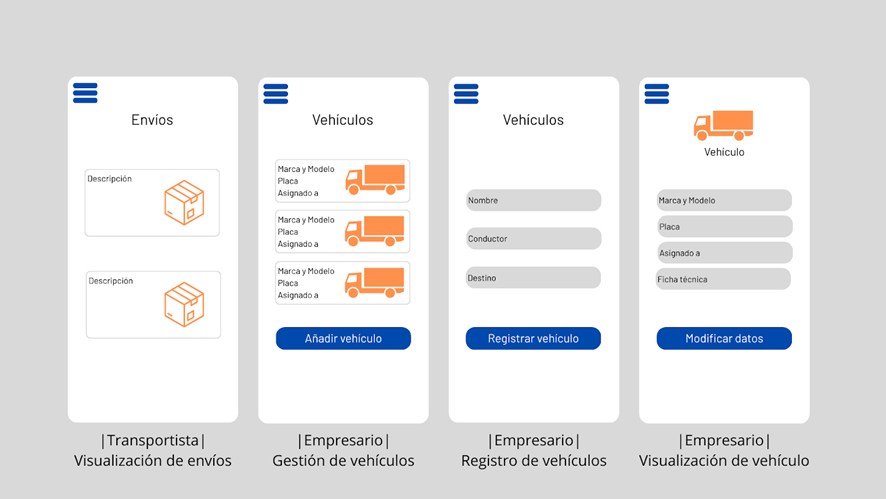 Envíos
Descripción
Descripción
|Transportista|
Visualización de envíos
Vehículos
Marca y Modelo
Placa
Asignado a
Marca y Modelo
Placa
Asignado a
Marca y Modelo
Placa
Asignado a
Añadir vehículo
|Empresario|
Gestión de vehículos
Vehículos
Nombre
Conductor
Destino
Registrar vehículo
|Empresario|
Registro de vehículos
Vehículo
Marca y Modelo
Placa
Asignado a
Ficha técnica
Modificar datos
|Empresario|
Visualización de vehículo